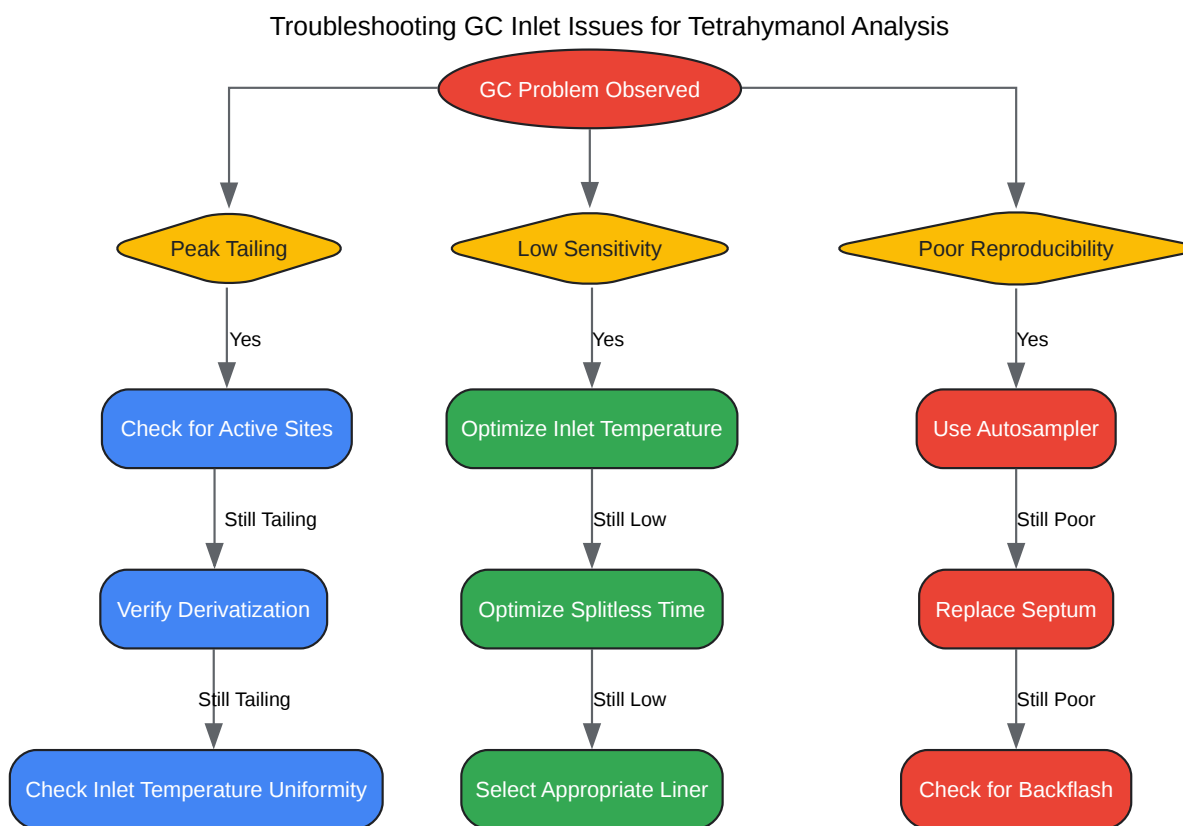 Troubleshooting GC Inlet Issues for Tetrahymanol Analysis
GC Problem Observed
Peak Tailing
Low Sensitivity
Poor Reproducibility
Yes
Yes
Yes
Check for Active Sites
Optimize Inlet Temperature
Use Autosampler
Still Tailing
Still Low
Still Poor
Verify Derivatization
Optimize Splitless Time
Replace Septum
Still Tailing
Still Low
Still Poor
Check Inlet Temperature Uniformity
Select Appropriate Liner
Check for Backflash